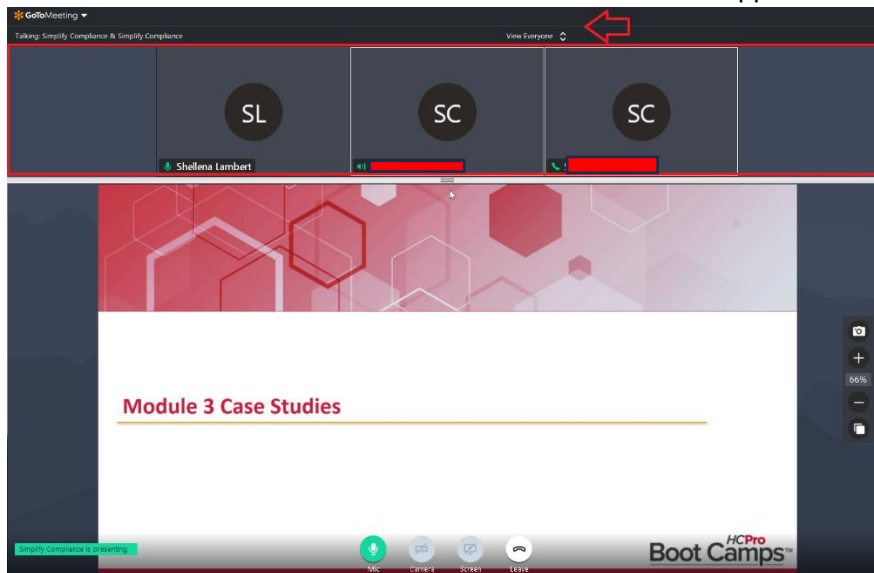 GoToMeeting
Talking: Simplify Compliance & Simplify Compliance
View Everyone
SL
SC
SC
Shellena Lambert
66%
Module 3 Case Studies
Simplify Compliance is presenting
Mic
Camera
Screen
Leave
HCPro
Boot Camps™